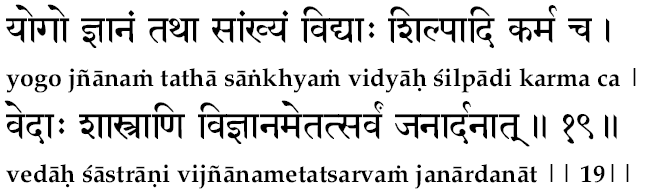 योगो ज्ञानं तथा सांख्यं विद्याः शिल्पादि कर्म च ।
yogo jñānaṁ tathā sāṅkhyaṁ vidyāḥ śilpādi karma ca |
वेदाः शास्त्राणि विज्ञानमेतत्सर्वं जनार्दनात् ॥ १९ ॥
vedāḥ śāstrāṇi vijñānametatsarvaṁ janārdanāt || 19||